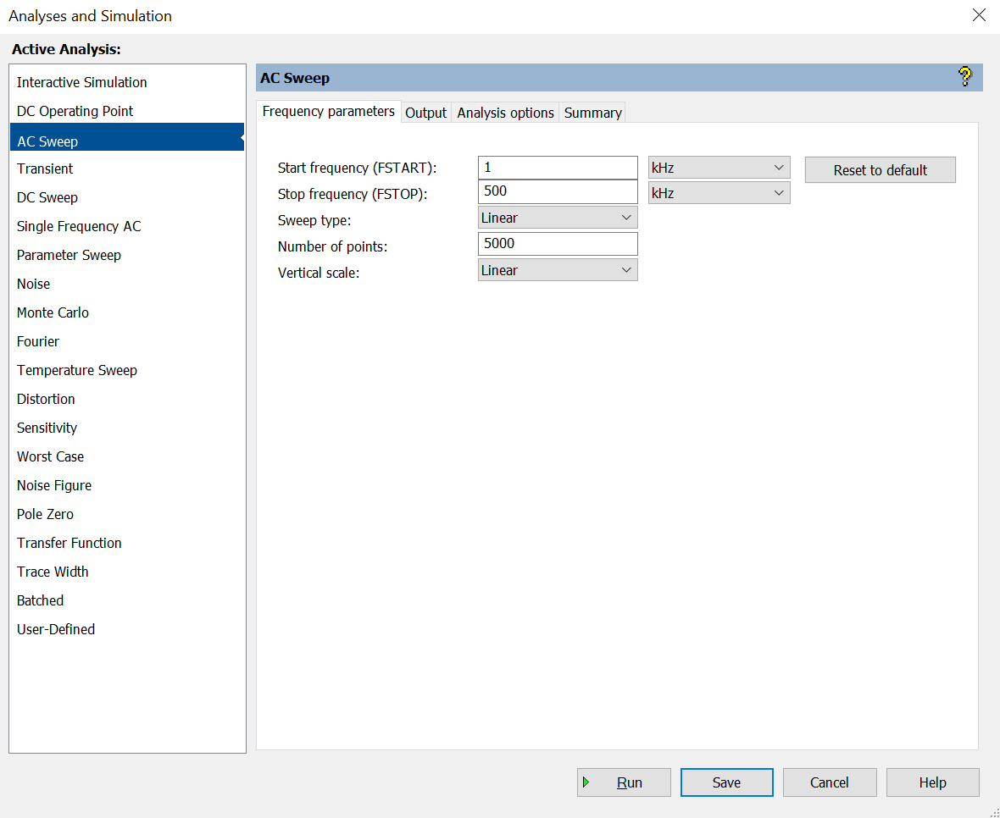 Analyses and Simulation
Active Analysis:
Interactive Simulation
DC Operating Point
AC Sweep
Transient
DC Sweep
Single Frequency AC
Parameter Sweep
Noise
Monte Carlo
Fourier
Temperature Sweep
Distortion
Sensitivity
Worst Case
Noise Figure
Pole Zero
Transfer Function
Trace Width
Batched
User-Defined
AC Sweep ?
Frequency parameters Output Analysis options Summary
Start frequency (FSTART): 1 kHz Reset to default
Stop frequency (FSTOP): 500 kHz
Sweep type: Linear
Number of points: 5000
Vertical scale: Linear
Run Save Cancel Help